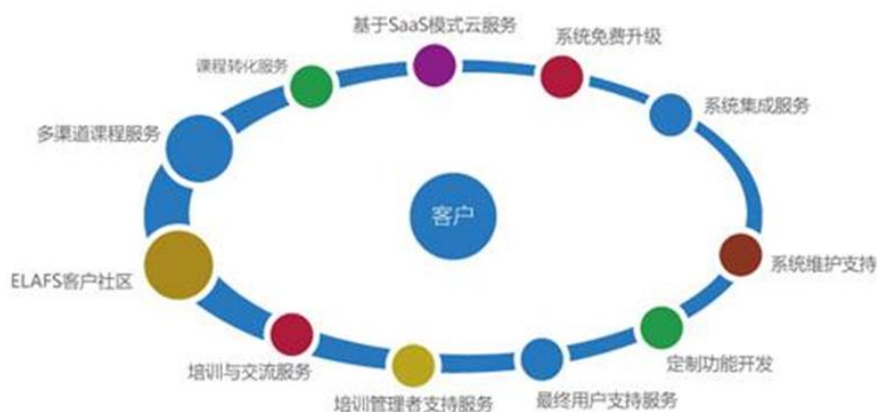 基于SaaS模式云服务
系统免费升级
课程转化服务
系统集成服务
多渠道课程服务
客户
系统维护支持
ELAFS客户社区
定制功能开发
培训与交流服务
最终用户支持服务
培训管理者支持服务